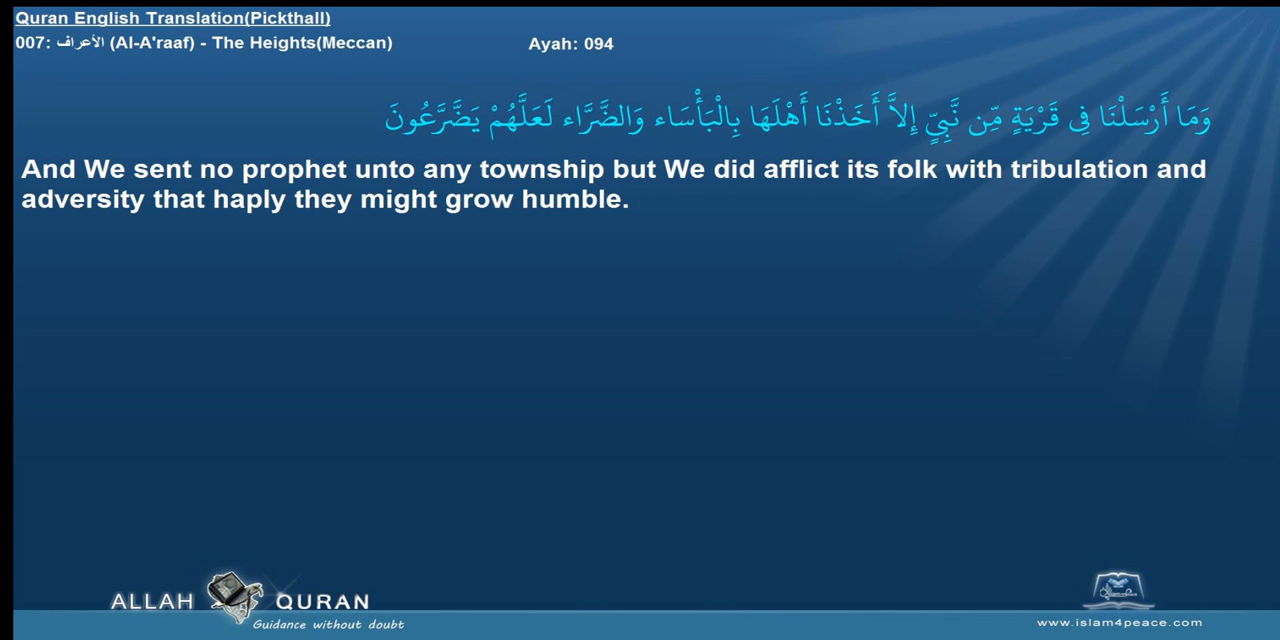 Quran English Translation(Pickthall)
007: الأعراف (Al-A'raaf) - The Heights(Meccan) Ayah: 094
وَمَا أَرْسَلْنَا فِي قَرْيَةٍ مِّن نَّبِيٍّ إِلاَّ أَخَذْنَا أَهْلَهَا بِالْبَأْسَاء وَالضَّرَّاء لَعَلَّهُمْ يَضَّرَّعُونَ
And We sent no prophet unto any township but We did afflict its folk with tribulation and
adversity that haply they might grow humble.
ALLAH QURAN
Guidance without doubt
www.islam4peace.com